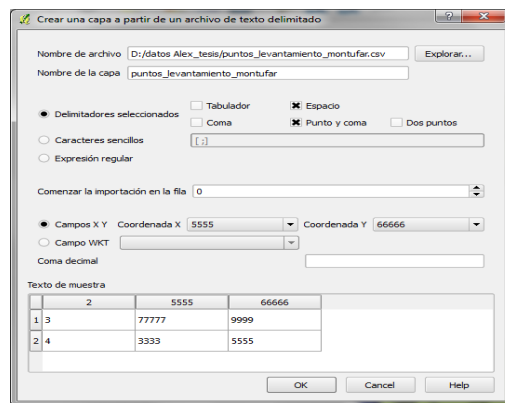 Crear una capa a partir de un archivo de texto delimitado
Nombre de archivo D:/datos Alex_tesis/puntos_levantamiento_montufar.csv Explorar...
Nombre de la capa puntos_levantamiento_montufar
Delimitadores seleccionados Tabulador Espacio
Coma Punto y coma Dos puntos
Caracteres sencillos [ ;]
Expresión regular
Comenzar la importación en la fila 0
Campos X Y Coordenada X 5555 Coordenada Y 66666
Campo WKT
Coma decimal
Texto de muestra
2 5555 66666
1 3 77777 9999
2 4 3333 5555
OK Cancel Help